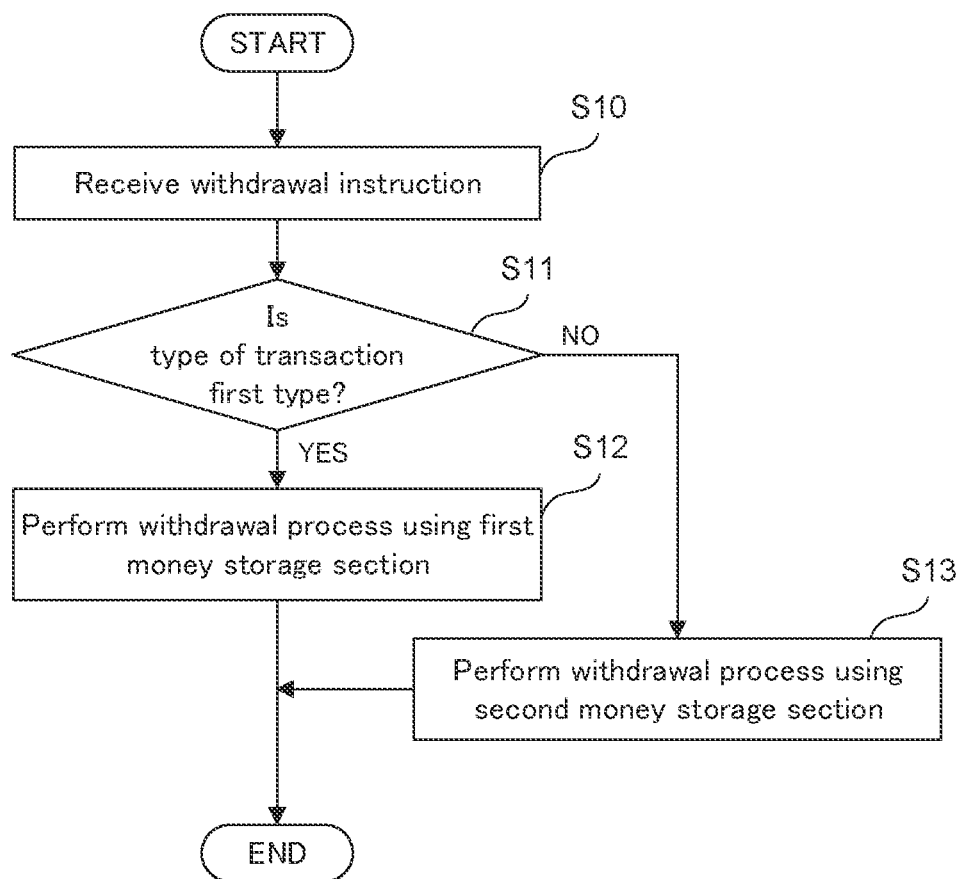 START
S10
Receive withdrawal instruction
S11
Is
type of transaction
first type?
NO
YES
S12
Perform withdrawal process using first
money storage section
S13
Perform withdrawal process using
second money storage section
END